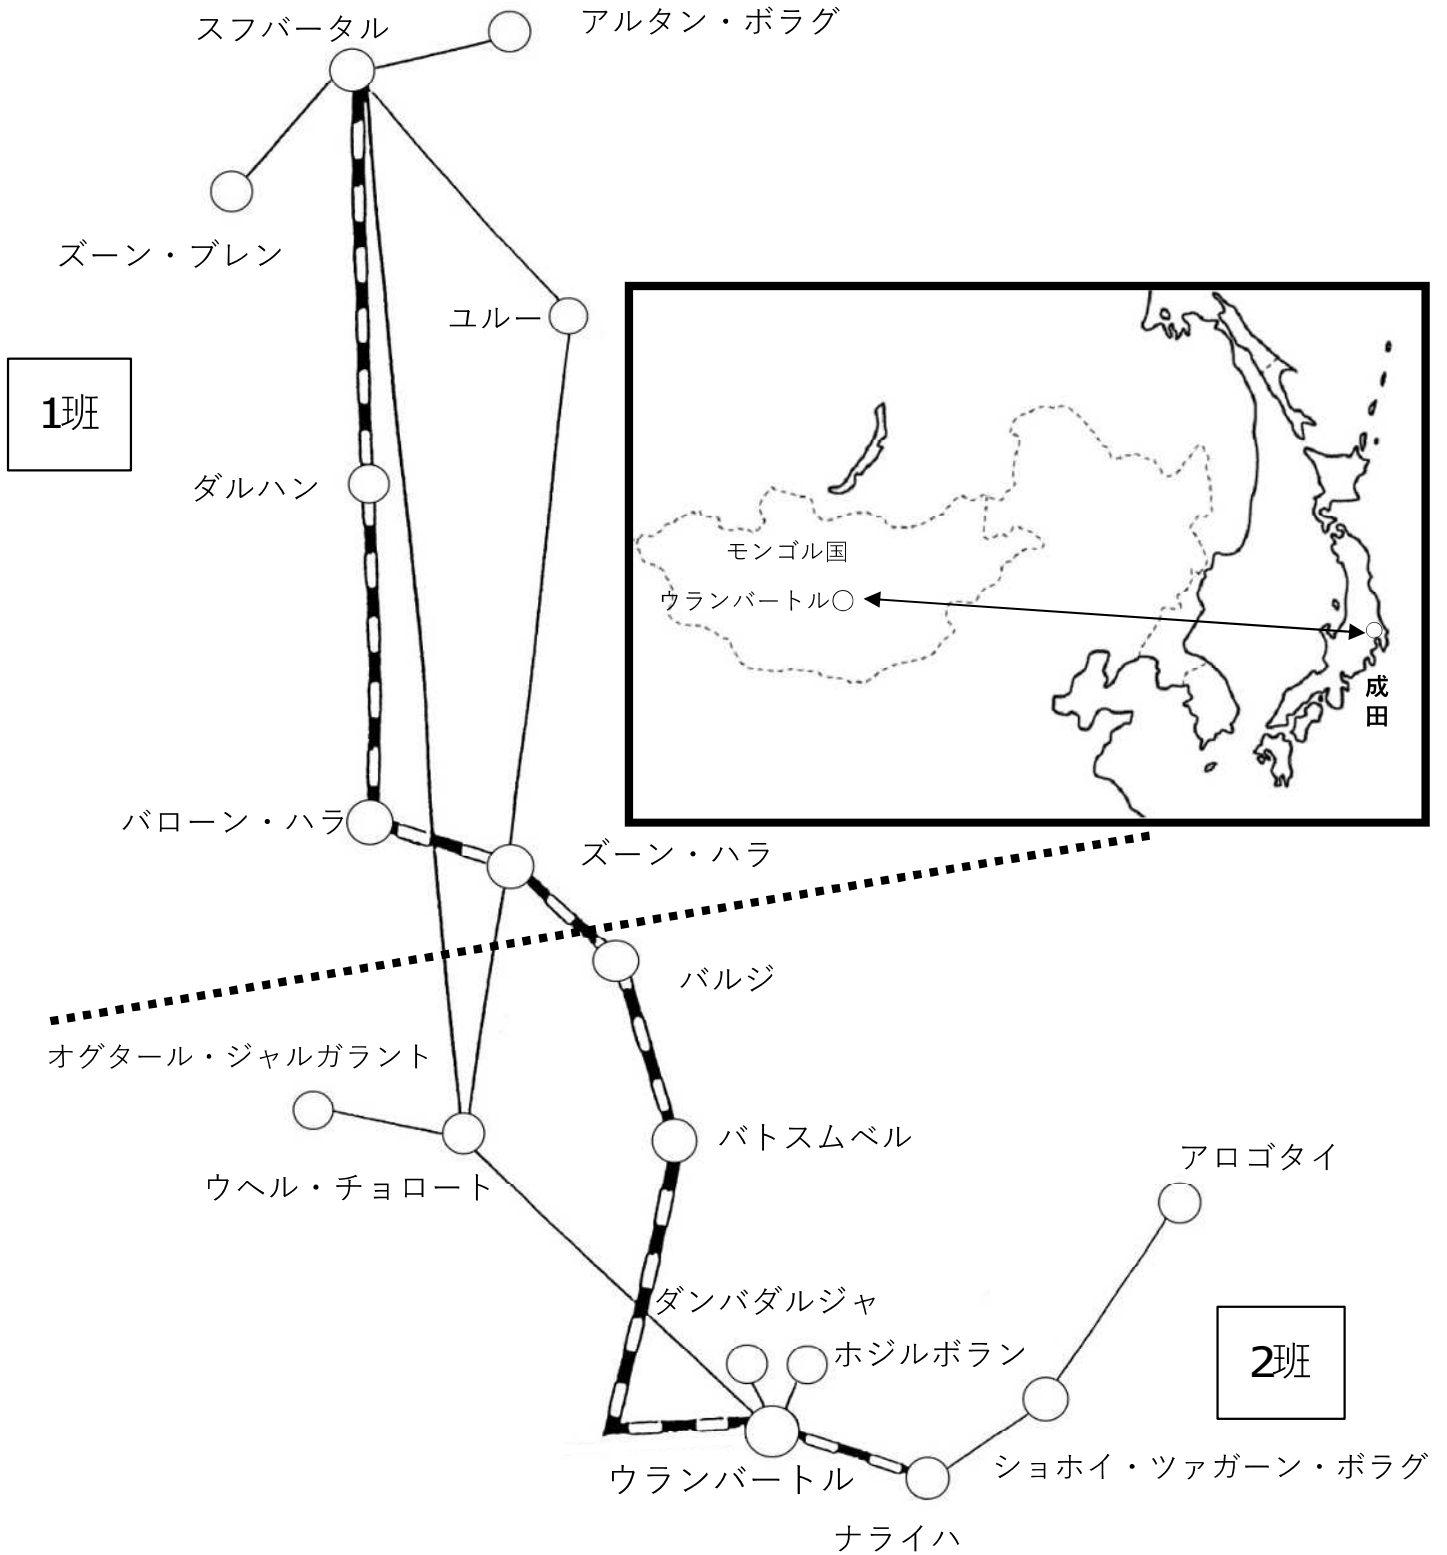 スフバータル
アルタン・ボラグ
ズーン・ブレン
ユルー
1班
ダルハン
モンゴル国
ウランバートル
成田
バローン・ハラ
ズーン・ハラ
バルジ
オグタール・ジャルガラント
バトスムベル
ウヘル・チョロート
アロゴタイ
ダンバダルジャ
ホジルボラン
2班
ショホイ・ツァガーン・ボラグ
ウランバートル
ナライハ